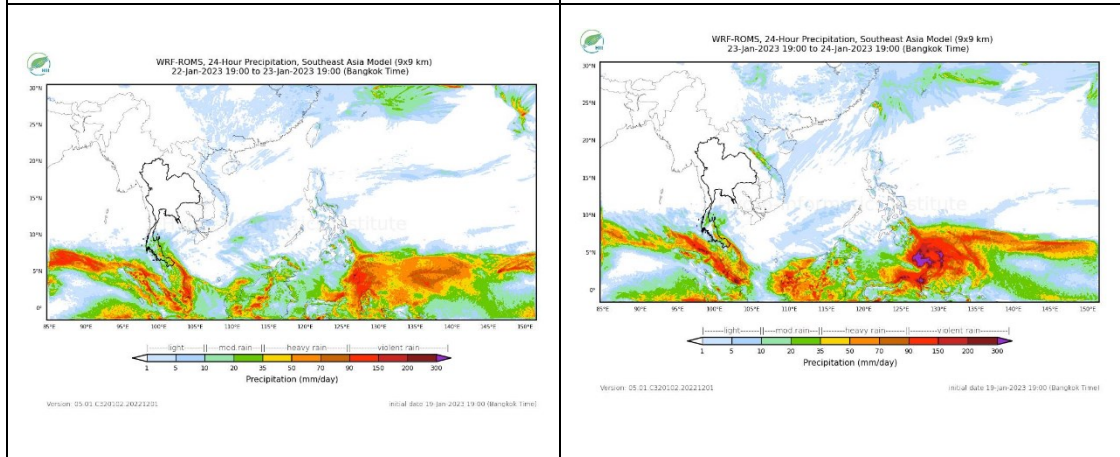 HII
WRF-ROMS, 24-Hour Precipitation, Southeast Asia Model (9x9 km)
22-Jan-2023 19:00 to 23-Jan-2023 19:00 (Bangkok Time)
30°N
25°N
20°N
15°N
10°N
5°N
0°
85°E 90°E 95°E 100°E 105°E 110°E 115°E 120°E 125°E 130°E 135°E 140°E 145°E 150°E
|-------light-------||----mod.rain----||-------heavy rain-------||---------violent rain---------|
1 5 10 20 35 50 70 90 150 200 300
Precipitation (mm/day)
Version: 05.01.C320102.20221201
initial date 19-Jan-2023 19:00 (Bangkok Time)
HII
WRF-ROMS, 24-Hour Precipitation, Southeast Asia Model (9x9 km)
23-Jan-2023 19:00 to 24-Jan-2023 19:00 (Bangkok Time)
30°N
25°N
20°N
15°N
10°N
5°N
0°
85°E 90°E 95°E 100°E 105°E 110°E 115°E 120°E 125°E 130°E 135°E 140°E 145°E 150°E
|-------light-------||----mod.rain----||-------heavy rain-------||---------violent rain---------|
1 5 10 20 35 50 70 90 150 200 300
Precipitation (mm/day)
Version: 05.01.C320102.20221201
initial date 19-Jan-2023 19:00 (Bangkok Time)